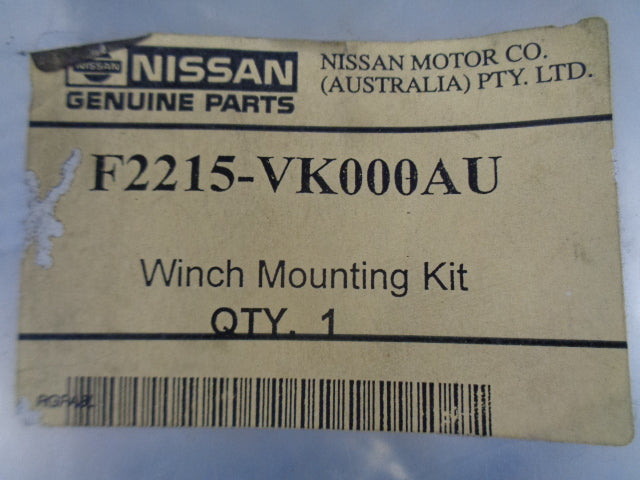 NISSAN
NISSAN
GENUINE PARTS
NISSAN MOTOR CO.
(AUSTRALIA) PTY. LTD.
F2215-VK000AU
Winch Mounting Kit
QTY. 1